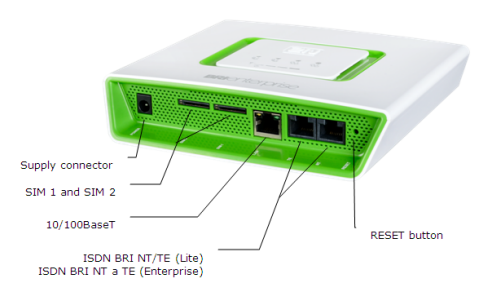 Supply connector
SIM 1 and SIM 2
10/100BaseT
ISDN BRI NT/TE (Lite)
ISDN BRI NT a TE (Enterprise)
RESET button